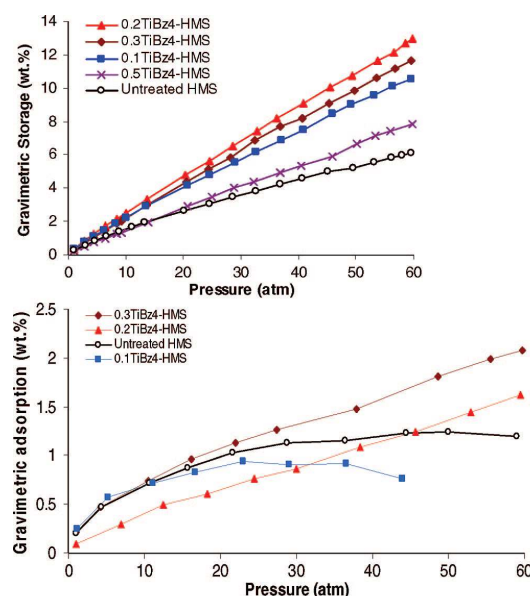 Gravimetric Storage (wt.%)
14
12
10
8
6
4
2
0
0.2TiBz4-HMS
0.3TiBz4-HMS
0.1TiBz4-HMS
0.5TiBz4-HMS
Untreated HMS
0 10 20 30 40 50 60
Pressure (atm)
Gravimetric adsorption (wt.%)
2.5
2
1.5
1
0.5
0
0.3TiBz4-HMS
0.2TiBz4-HMS
Untreated HMS
0.1TiBz4-HMS
0 10 20 30 40 50 60
Pressure (atm)